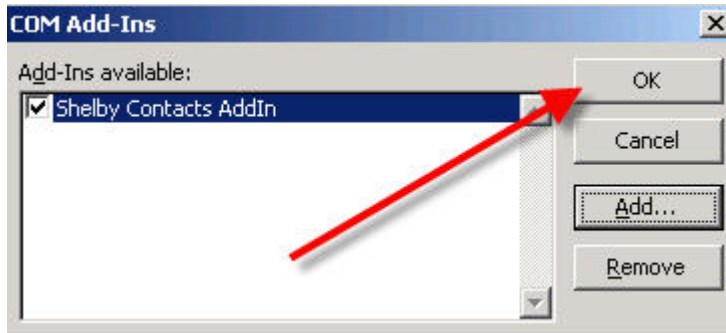 COM Add-Ins
Add-Ins available:
Shelby Contacts AddIn
OK
Cancel
Add...
Remove